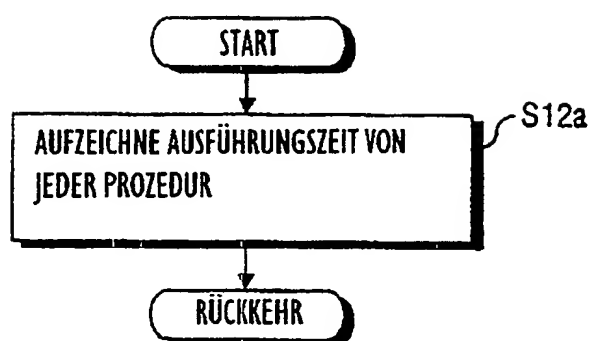 START
AUFZEICHNE AUSFÜHRUNGSZEIT VON
JEDER PROZEDUR
S12a
RÜCKKEHR